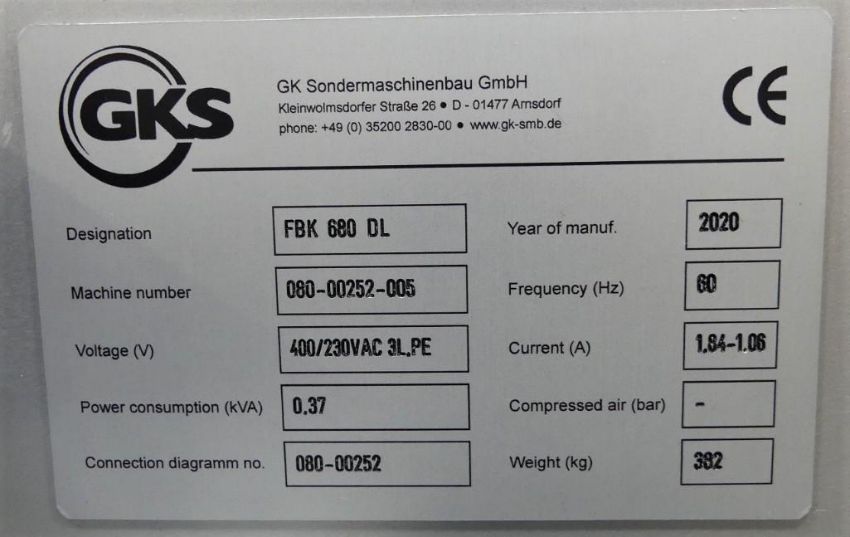 GKS
GK Sondermaschinenbau GmbH
Kleinwolmsdorfer Straße 26 • D - 01477 Arnsdorf
phone: +49 (0) 35200 2830-00 • www.gk-smb.de
CE
Designation FBK 680 DL Year of manuf. 2020
Machine number 080-00252-005 Frequency (Hz) 60
Voltage (V) 400/230VAC 3L,PE Current (A) 1,84-1,06
Power consumption (kVA) 0,37 Compressed air (bar) -
Connection diagramm no. 080-00252 Weight (kg) 382